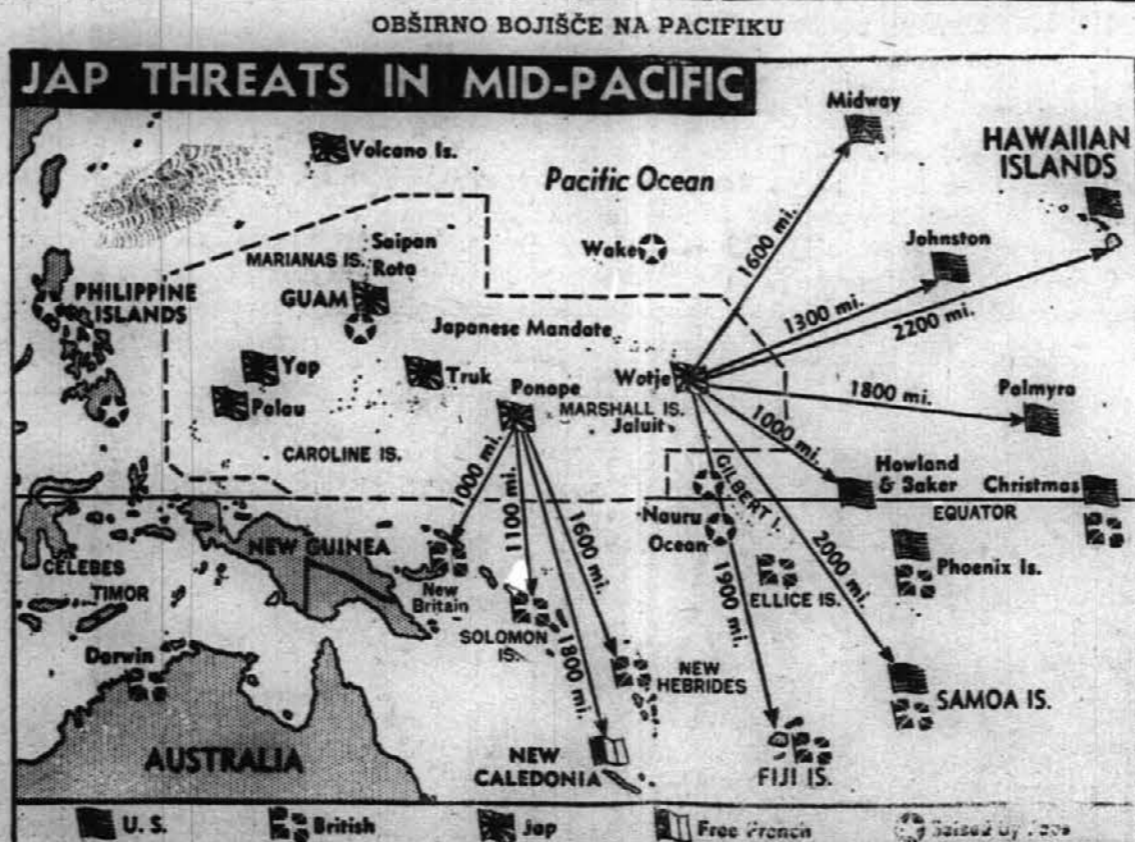 OBŠIRNO BOJIŠČE NA PACIFIKU
JAP THREATS IN MID-PACIFIC
Midway
HAWAIIAN
ISLANDS
Volcano Is.
Pacific Ocean
1600 mi.
Wake
Johnston
Saipan
MARIANAS IS.
Rota
GUAM
PHILIPPINE
ISLANDS
1300 mi.
2200 mi.
Japanese Mandate
Yap
Truk
Ponape
Wotje
1800 mi.
Palmyra
Palau
MARSHALL IS.
Jaluit
1000 mi.
CAROLINE IS.
1000 mi.
1100 mi.
1600 mi.
GILBERT I.
Howland
& Baker
Christmas
EQUATOR
Nauru
Ocean
2000 mi.
NEW GUINEA
CELEBES
TIMOR
New
Britain
1900 mi.
Phoenix Is.
ELLICE IS.
SOLOMON
IS.
1800 mi.
Darwin
NEW
HEBRIDES
SAMOA IS.
AUSTRALIA
NEW
CALEDONIA
FIJI IS.
U. S.
British
Jap
Free French
Seized by Japs